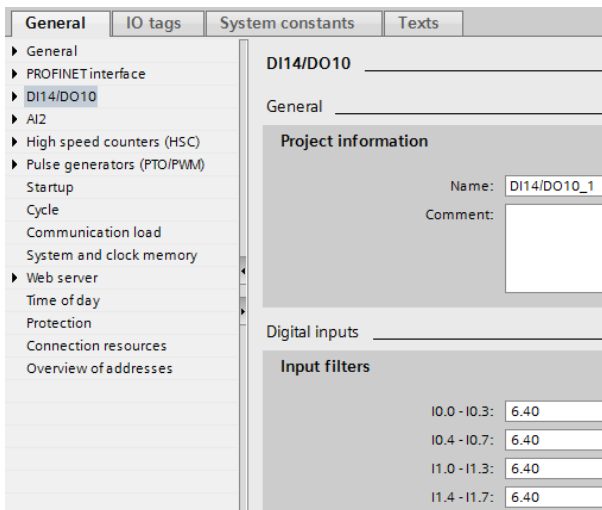 General IO tags System constants Texts
General
PROFINET interface
DI14/DO10
AI2
High speed counters (HSC)
Pulse generators (PTO/PWM)
Startup
Cycle
Communication load
System and clock memory
Web server
Time of day
Protection
Connection resources
Overview of addresses
DI14/DO10
General
Project information
Name: DI14/DO10_1
Comment:
Digital inputs
Input filters
I0.0 - I0.3: 6.40
I0.4 - I0.7: 6.40
I1.0 - I1.3: 6.40
I1.4 - I1.7: 6.40